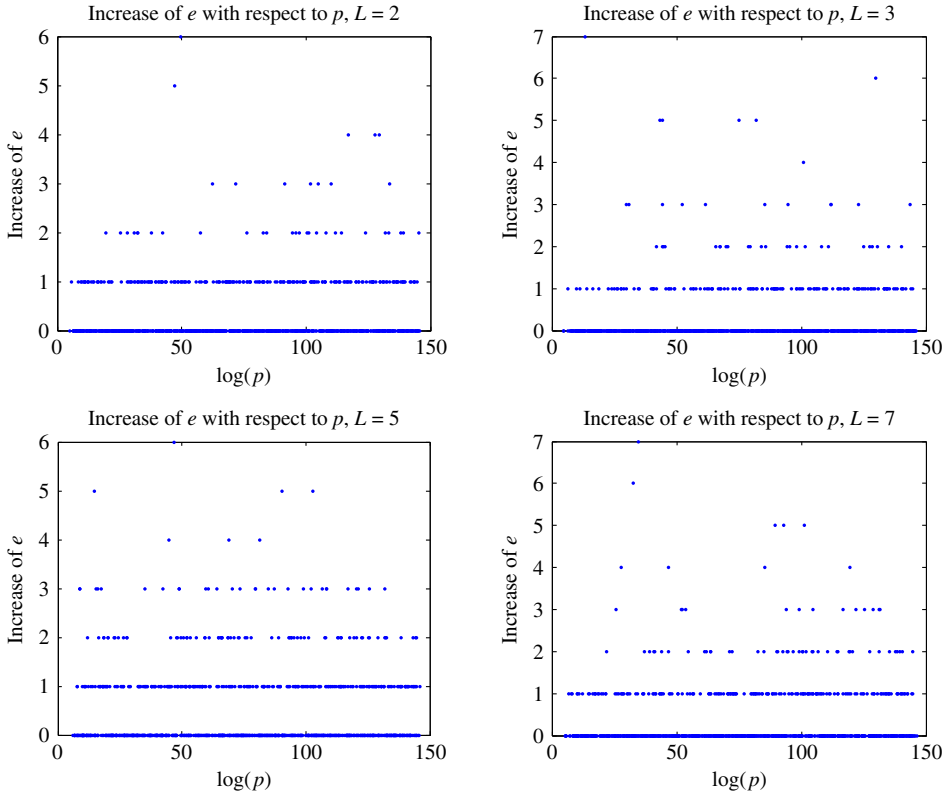 Increase of e with respect to p, L = 2
Increase of e
6
5
4
3
2
1
0
0 50 100 150
log(p)
Increase of e with respect to p, L = 3
Increase of e
7
6
5
4
3
2
1
0
0 50 100 150
log(p)
Increase of e with respect to p, L = 5
Increase of e
6
5
4
3
2
1
0
0 50 100 150
log(p)
Increase of e with respect to p, L = 7
Increase of e
7
6
5
4
3
2
1
0
0 50 100 150
log(p)